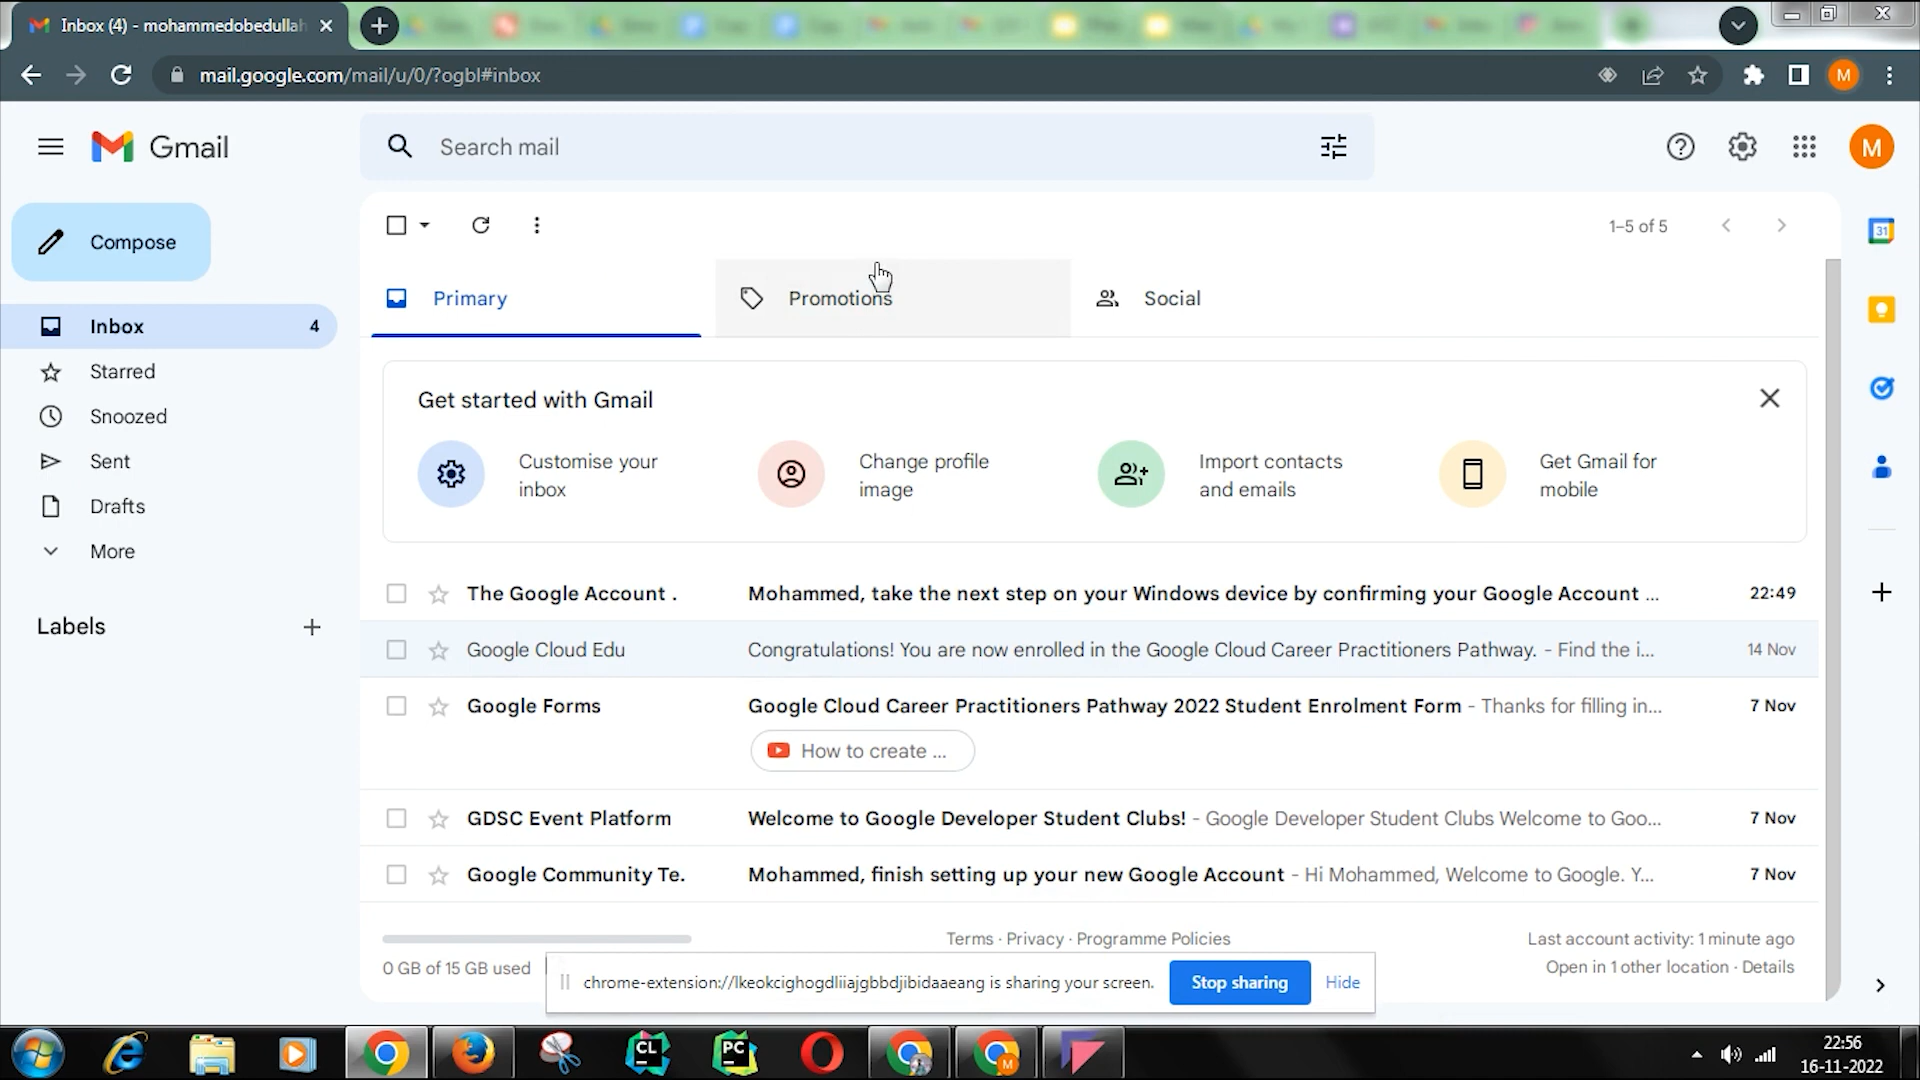 Inbox (4) - mohammedobedullah
mail.google.com/mail/u/0/?ogbl#inbox
M
Gmail
Search mail
M
Compose
1–5 of 5
31
Primary
Promotions
Social
Inbox 4
Starred
Snoozed
Sent
Drafts
More
Labels
Get started with Gmail
Customise your
inbox
Change profile
image
Import contacts
and emails
Get Gmail for
mobile
The Google Account . Mohammed, take the next step on your Windows device by confirming your Google Account ... 22:49
Google Cloud Edu Congratulations! You are now enrolled in the Google Cloud Career Practitioners Pathway. - Find the i... 14 Nov
Google Forms Google Cloud Career Practitioners Pathway 2022 Student Enrolment Form - Thanks for filling in... 7 Nov
How to create ...
GDSC Event Platform Welcome to Google Developer Student Clubs! - Google Developer Student Clubs Welcome to Goo... 7 Nov
Google Community Te. Mohammed, finish setting up your new Google Account - Hi Mohammed, Welcome to Google. Y... 7 Nov
Terms · Privacy · Programme Policies
Last account activity: 1 minute ago
0 GB of 15 GB used
Open in 1 other location · Details
chrome-extension://lkeokcighogdliiajgbbdjibidaaeang is sharing your screen. Stop sharing Hide
CL
PC
M
22:56
16-11-2022